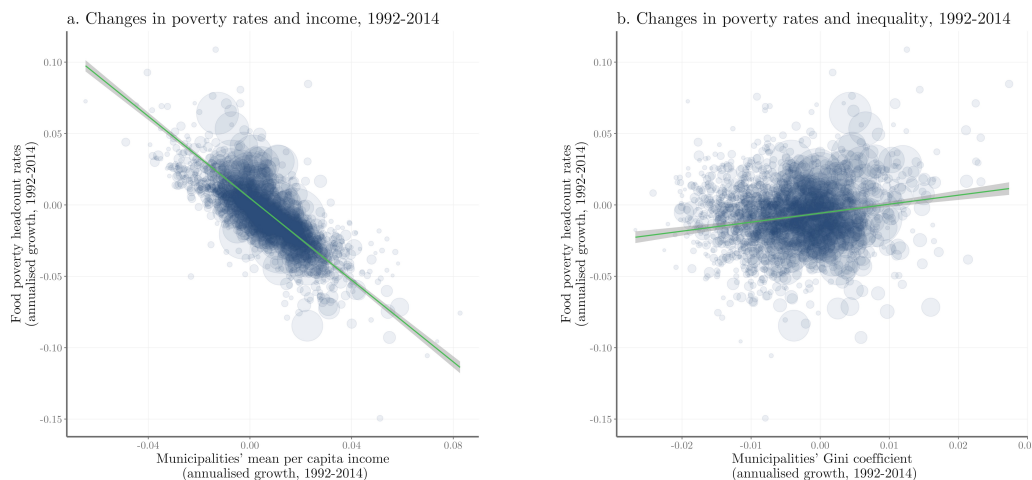 a. Changes in poverty rates and income, 1992-2014
0.10
0.05
0.00
-0.05
-0.10
-0.15
Food poverty headcount rates
(annualised growth, 1992-2014)
-0.04
0.00
0.04
0.08
Municipalities' mean per capita income
(annualised growth, 1992-2014)
b. Changes in poverty rates and inequality, 1992-2014
0.10
0.05
0.00
-0.05
-0.10
-0.15
Food poverty headcount rates
(annualised growth, 1992-2014)
-0.02
-0.01
0.00
0.01
0.02
Municipalities' Gini coefficient
(annualised growth, 1992-2014)